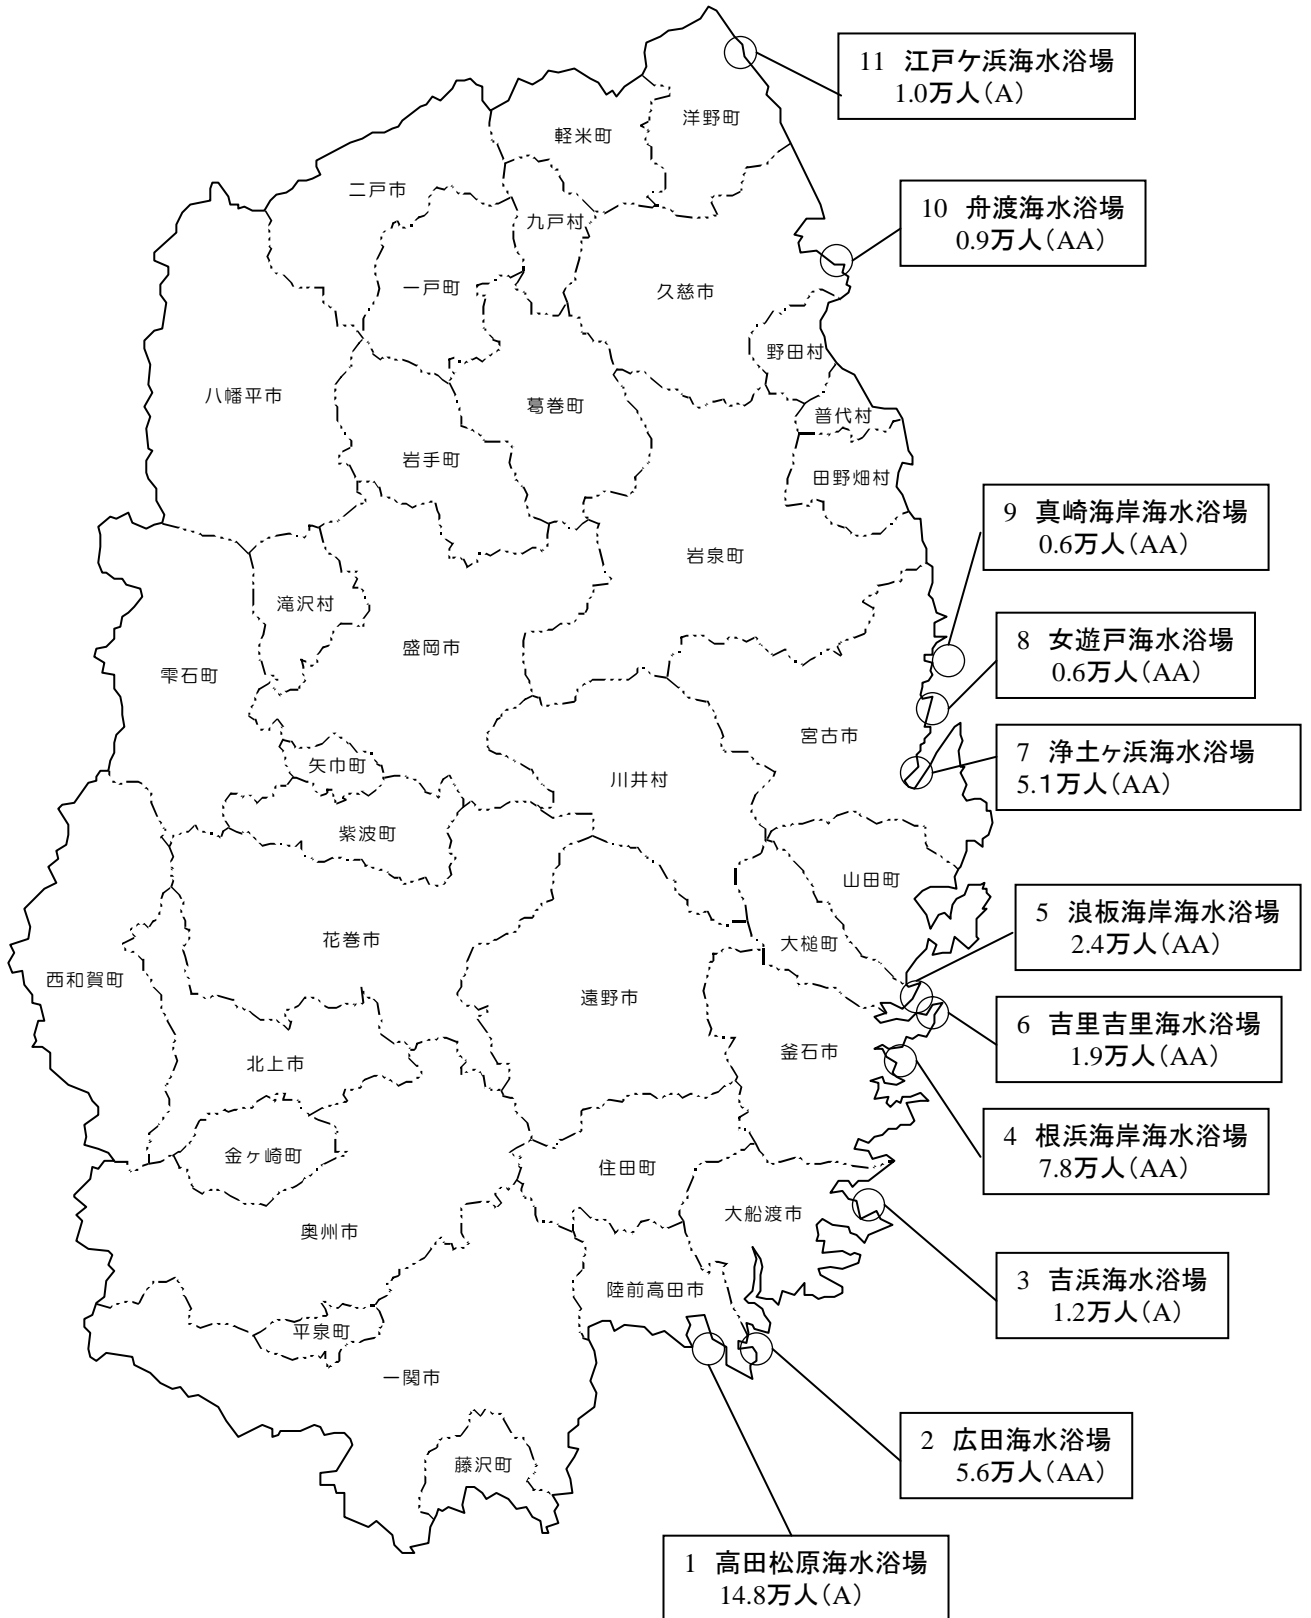 11 江戸ケ浜海水浴場
1.0万人(A)
洋野町
軽米町
二戸市
九戸村
10 舟渡海水浴場
0.9万人(AA)
一戸町
久慈市
野田村
八幡平市
葛巻町
普代村
岩手町
田野畑村
9 真崎海岸海水浴場
0.6万人(AA)
岩泉町
滝沢村
盛岡市
雫石町
8 女遊戸海水浴場
0.6万人(AA)
宮古市
7 浄土ヶ浜海水浴場
5.1万人(AA)
矢巾町
川井村
紫波町
山田町
5 浪板海岸海水浴場
2.4万人(AA)
花巻市
大槌町
西和賀町
遠野市
6 吉里吉里海水浴場
1.9万人(AA)
北上市
釜石市
4 根浜海岸海水浴場
7.8万人(AA)
金ヶ崎町
住田町
大船渡市
奥州市
3 吉浜海水浴場
1.2万人(A)
陸前高田市
平泉町
一関市
2 広田海水浴場
5.6万人(AA)
藤沢町
1 高田松原海水浴場
14.8万人(A)